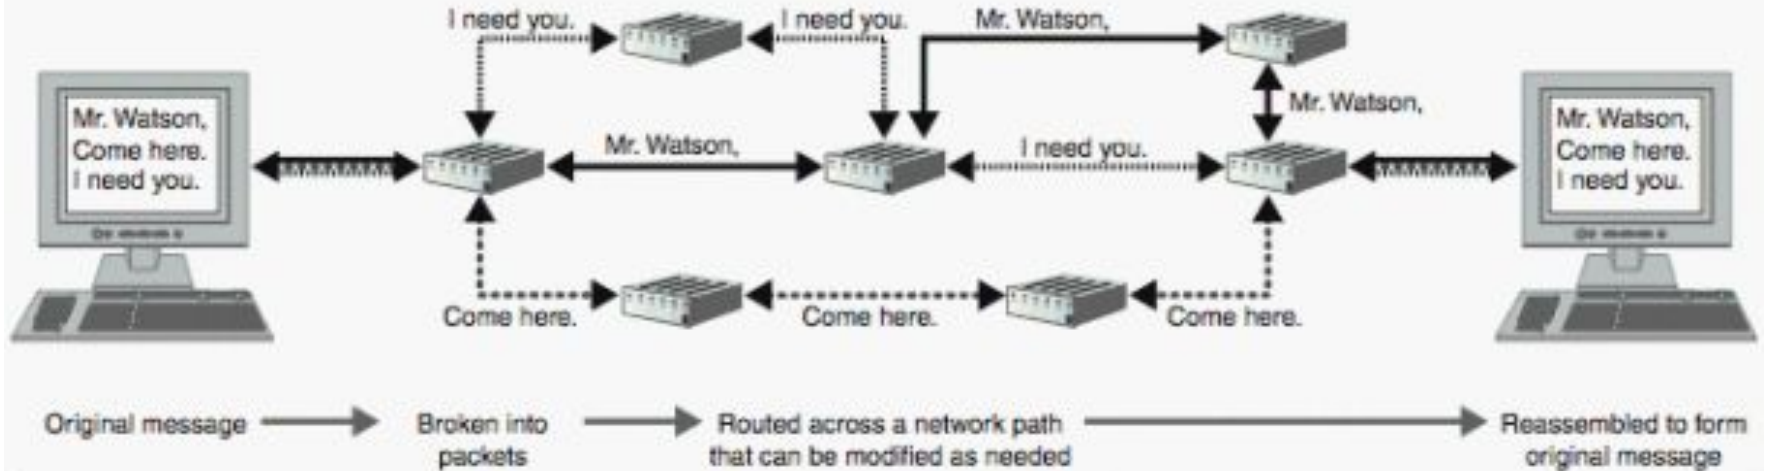 I need you.
I need you.
Mr. Watson,
Mr. Watson,
Come here.
I need you.
Mr. Watson,
I need you.
Mr. Watson,
Mr. Watson,
Come here.
I need you.
Come here.
Come here.
Come here.
Original message
Broken into
packets
Routed across a network path
that can be modified as needed
Reassembled to form
original message